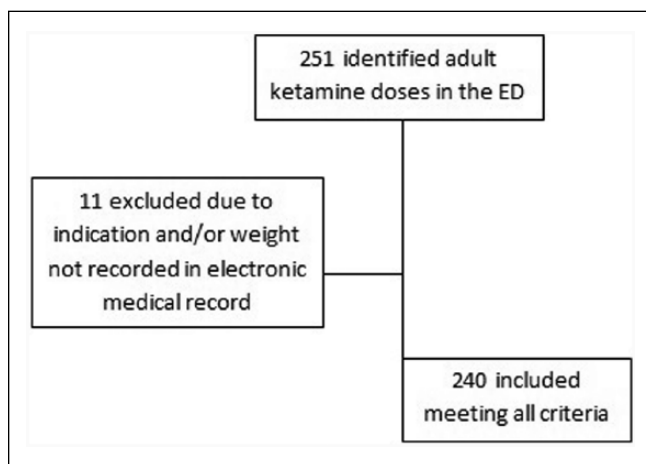 251 identified adult
ketamine doses in the ED
11 excluded due to
indication and/or weight
not recorded in electronic
medical record
240 included
meeting all criteria